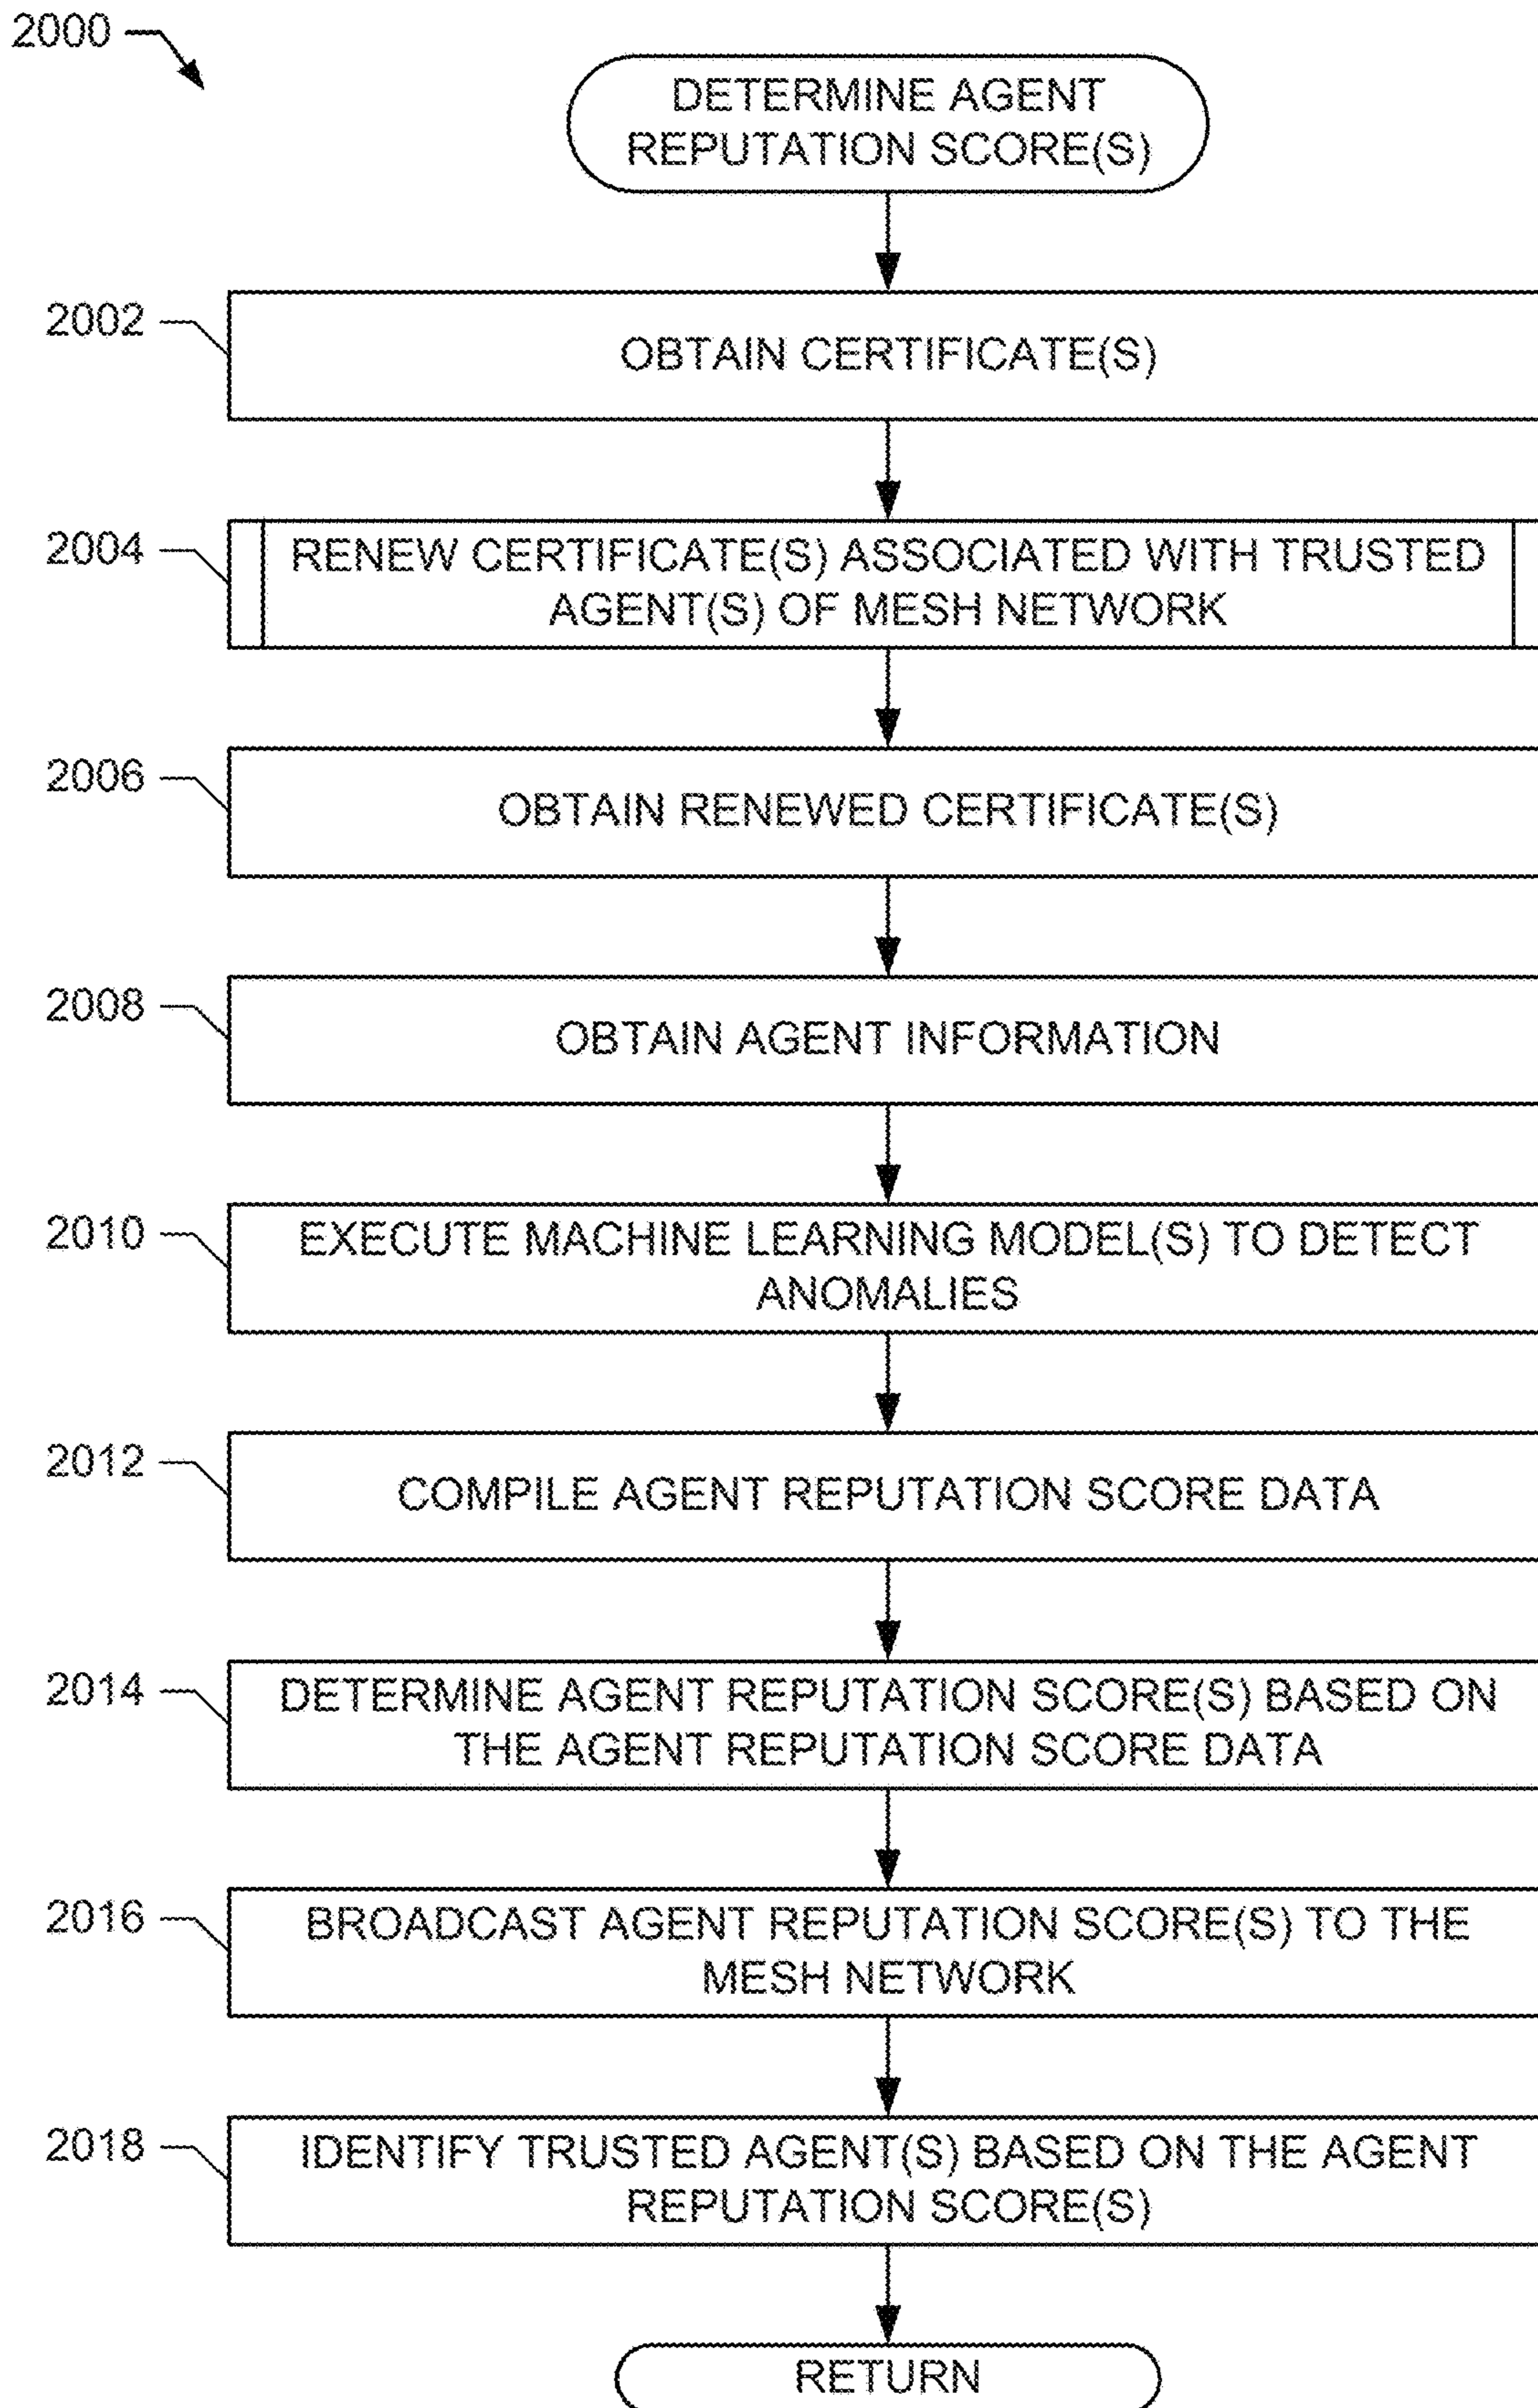 2000
DETERMINE AGENT
REPUTATION SCORE(S)
2002
OBTAIN CERTIFICATE(S)
2004
RENEW CERTIFICATE(S) ASSOCIATED WITH TRUSTED
AGENT(S) OF MESH NETWORK
2006
OBTAIN RENEWED CERTIFICATE(S)
2008
OBTAIN AGENT INFORMATION
2010
EXECUTE MACHINE LEARNING MODEL(S) TO DETECT
ANOMALIES
2012
COMPILE AGENT REPUTATION SCORE DATA
2014
DETERMINE AGENT REPUTATION SCORE(S) BASED ON
THE AGENT REPUTATION SCORE DATA
2016
BROADCAST AGENT REPUTATION SCORE(S) TO THE
MESH NETWORK
2018
IDENTIFY TRUSTED AGENT(S) BASED ON THE AGENT
REPUTATION SCORE(S)
RETURN